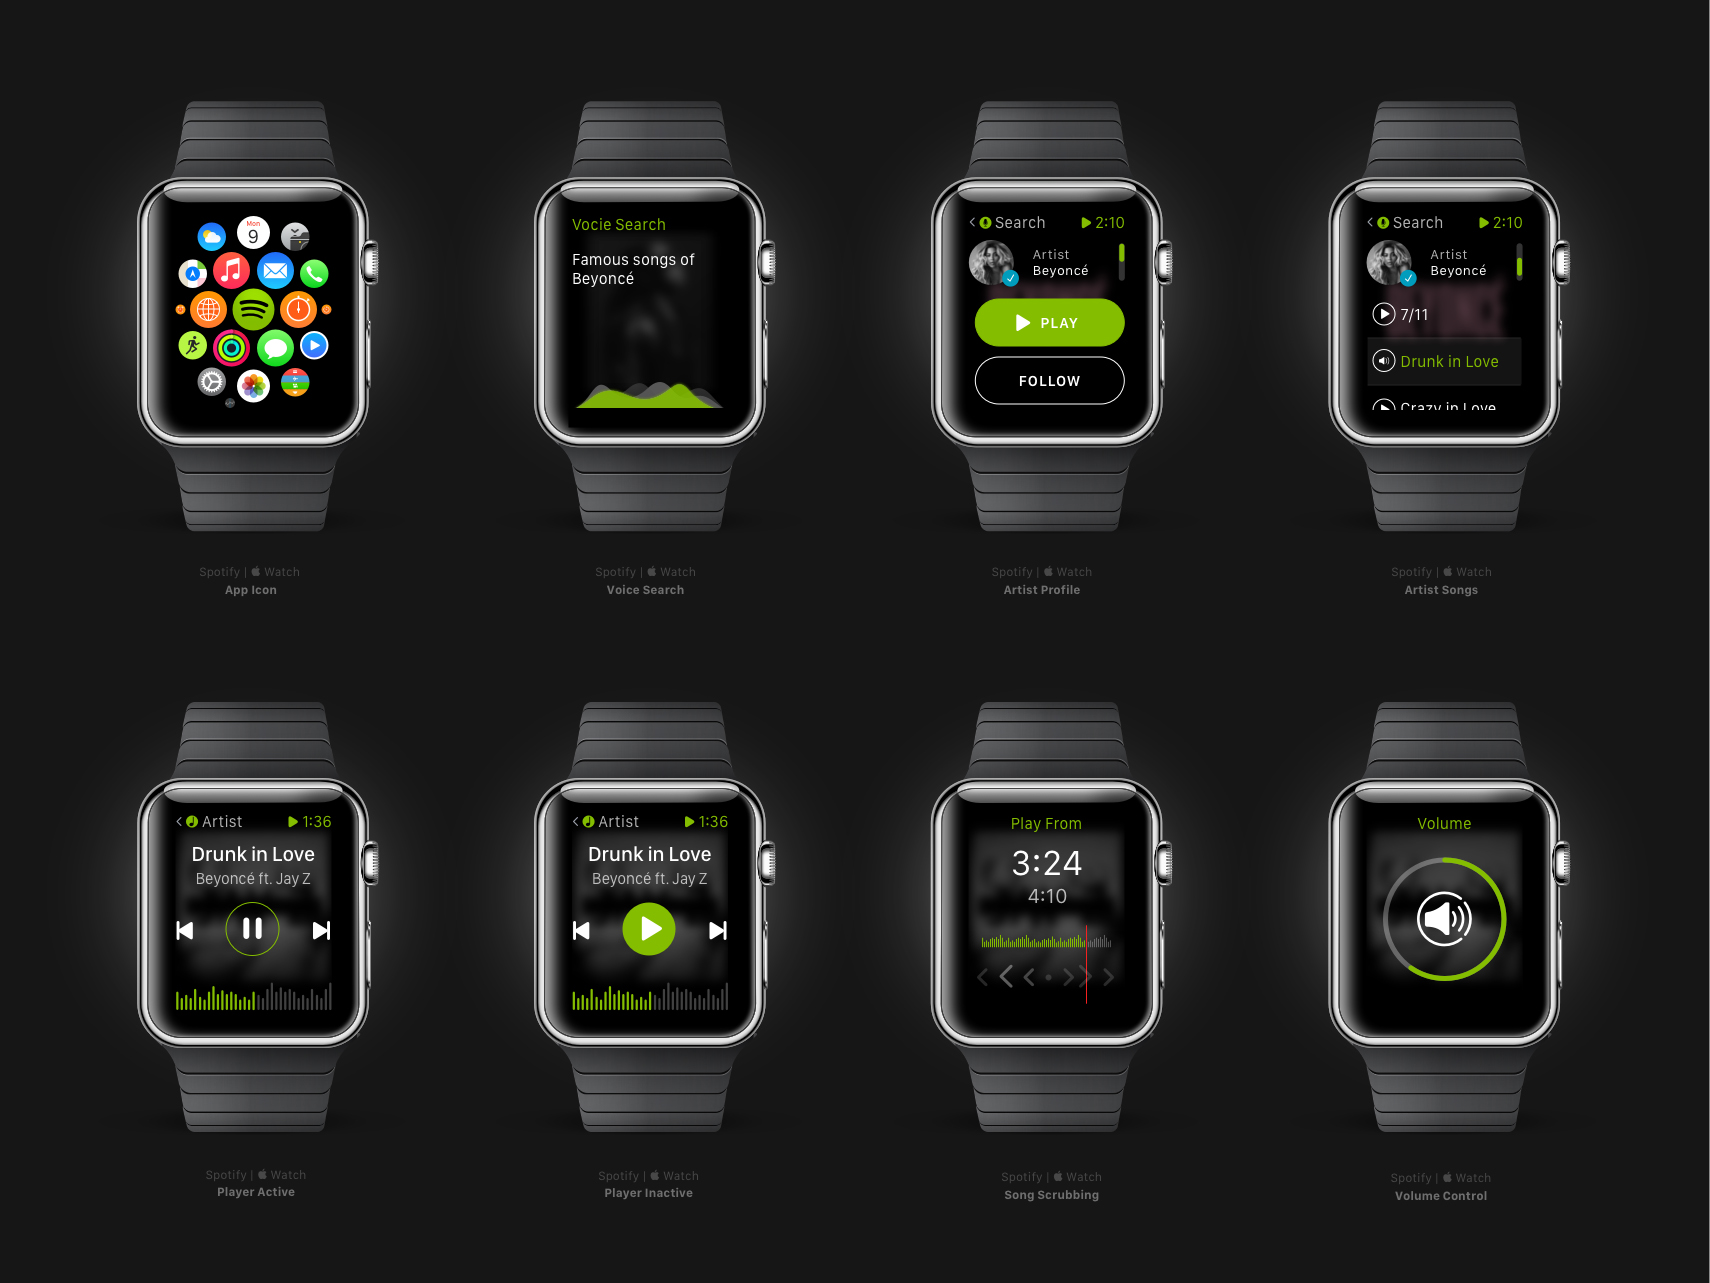 Mon
9
Vocie Search
Famous songs of
Beyoncé
Search 2:10
Artist
Beyoncé
PLAY
FOLLOW
Search 2:10
Artist
Beyoncé
7/11
Drunk in Love
Crazy in Love
Spotify | Watch
App Icon
Spotify | Watch
Voice Search
Spotify | Watch
Artist Profile
Spotify | Watch
Artist Songs
Artist 1:36
Drunk in Love
Beyoncé ft. Jay Z
Artist 1:36
Drunk in Love
Beyoncé ft. Jay Z
Play From
3:24
4:10
Volume
Spotify | Watch
Player Active
Spotify | Watch
Player Inactive
Spotify | Watch
Song Scrubbing
Spotify | Watch
Volume Control